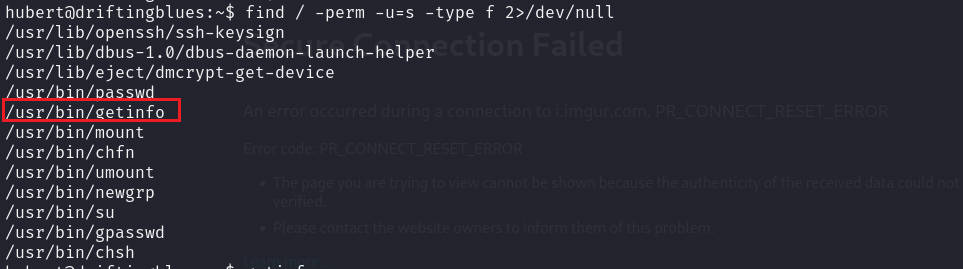 hubert@driftingblues:~$ find / -perm -u=s -type f 2>/dev/null
/usr/lib/openssh/ssh-keysign
Secure Connection Failed
/usr/lib/dbus-1.0/dbus-daemon-launch-helper
/usr/lib/eject/dmcrypt-get-device
/usr/bin/passwd
/usr/bin/getinfo
An error occurred during a connection to i.imgur.com. PR_CONNECT_RESET_ERROR
/usr/bin/mount
/usr/bin/chfn
Error code: PR_CONNECT_RESET_ERROR
/usr/bin/umount
/usr/bin/newgrp
The page you are trying to view cannot be shown because the authenticity of the received data could not
verified.
/usr/bin/su
/usr/bin/gpasswd
Please contact the website owners to inform them of this problem.
/usr/bin/chsh